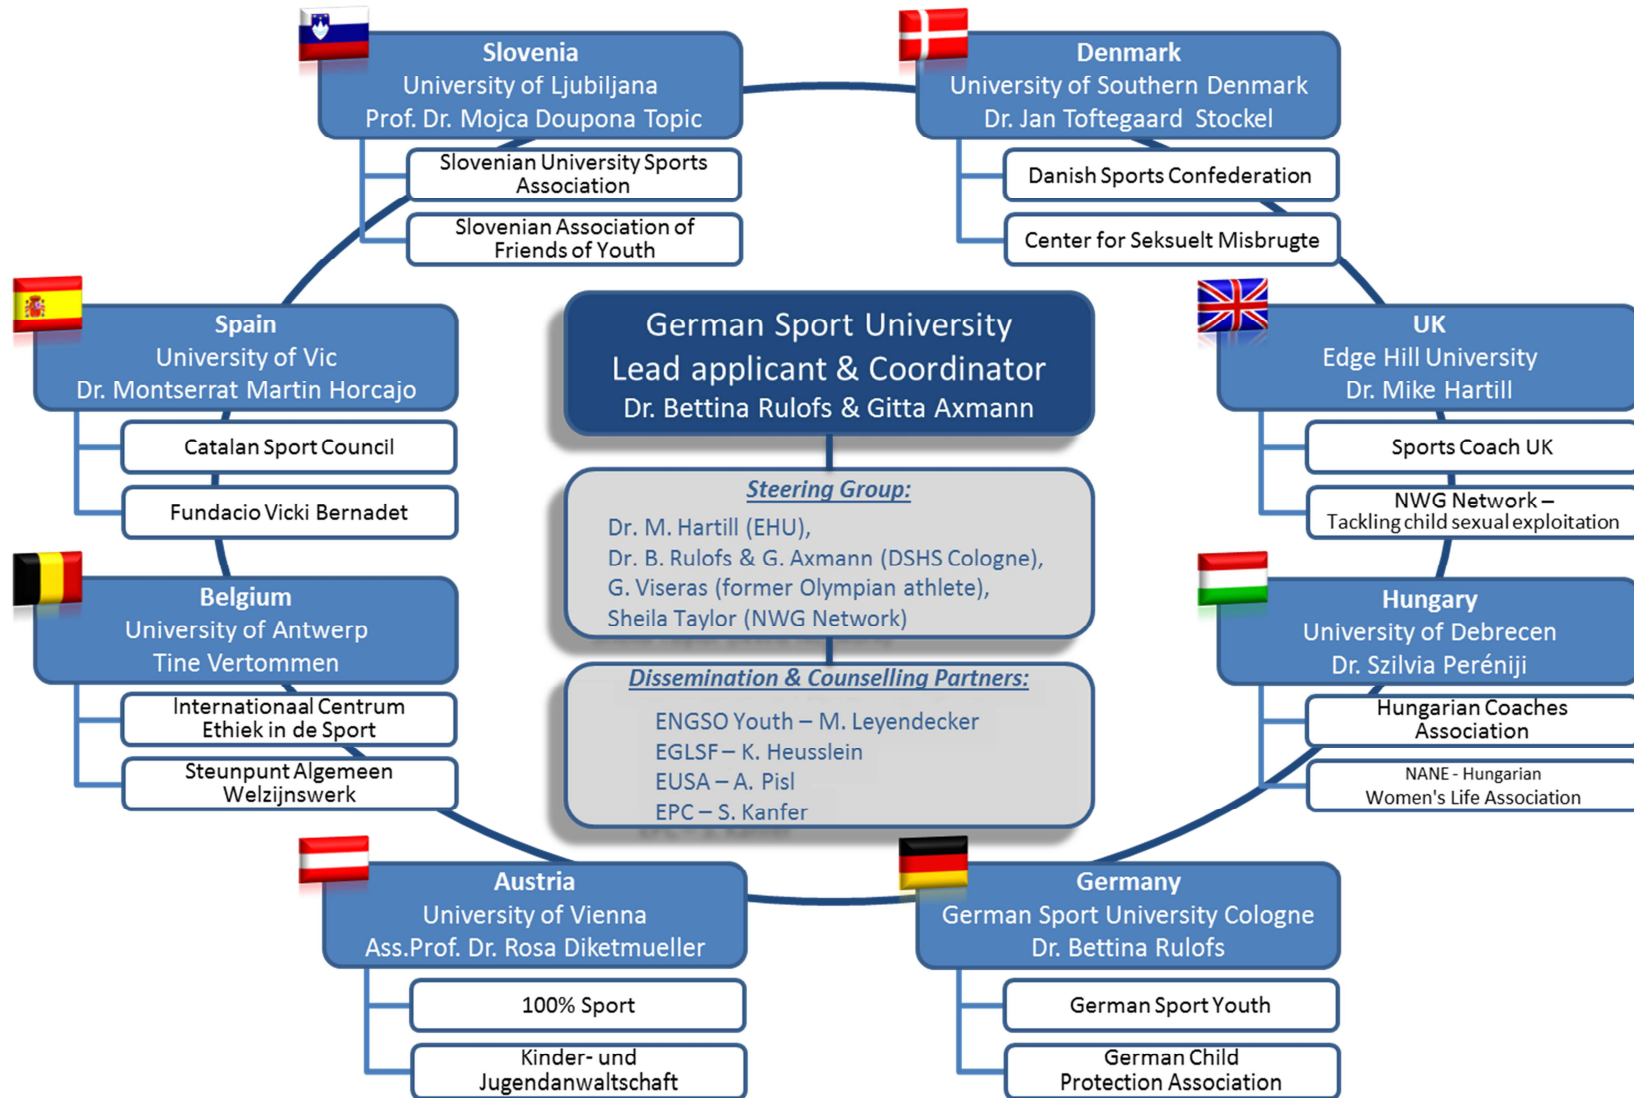 Slovenia
University of Ljubiljana
Prof. Dr. Mojca Doupona Topic
Slovenian University Sports
Association
Slovenian Association of
Friends of Youth
Denmark
University of Southern Denmark
Dr. Jan Toftegaard Stockel
Danish Sports Confederation
Center for Seksuelt Misbrugte
Spain
University of Vic
Dr. Montserrat Martin Horcajo
Catalan Sport Council
Fundacio Vicki Bernadet
German Sport University
Lead applicant & Coordinator
Dr. Bettina Rulofs & Gitta Axmann
Steering Group:
Dr. M. Hartill (EHU),
Dr. B. Rulofs & G. Axmann (DSHS Cologne),
G. Viseras (former Olympian athlete),
Sheila Taylor (NWG Network)
Dissemination & Counselling Partners:
ENGSO Youth – M. Leyendecker
EGLSF – K. Heusslein
EUSA – A. Pisl
EPC – S. Kanfer
UK
Edge Hill University
Dr. Mike Hartill
Sports Coach UK
NWG Network –
Tackling child sexual exploitation
Belgium
University of Antwerp
Tine Vertommen
Internationaal Centrum
Ethiek in de Sport
Steunpunt Algemeen
Welzijnswerk
Hungary
University of Debrecen
Dr. Szilvia Peréniji
Hungarian Coaches
Association
NANE - Hungarian
Women's Life Association
Austria
University of Vienna
Ass.Prof. Dr. Rosa Diketmueller
100% Sport
Kinder- und
Jugendanwaltschaft
Germany
German Sport University Cologne
Dr. Bettina Rulofs
German Sport Youth
German Child
Protection Association